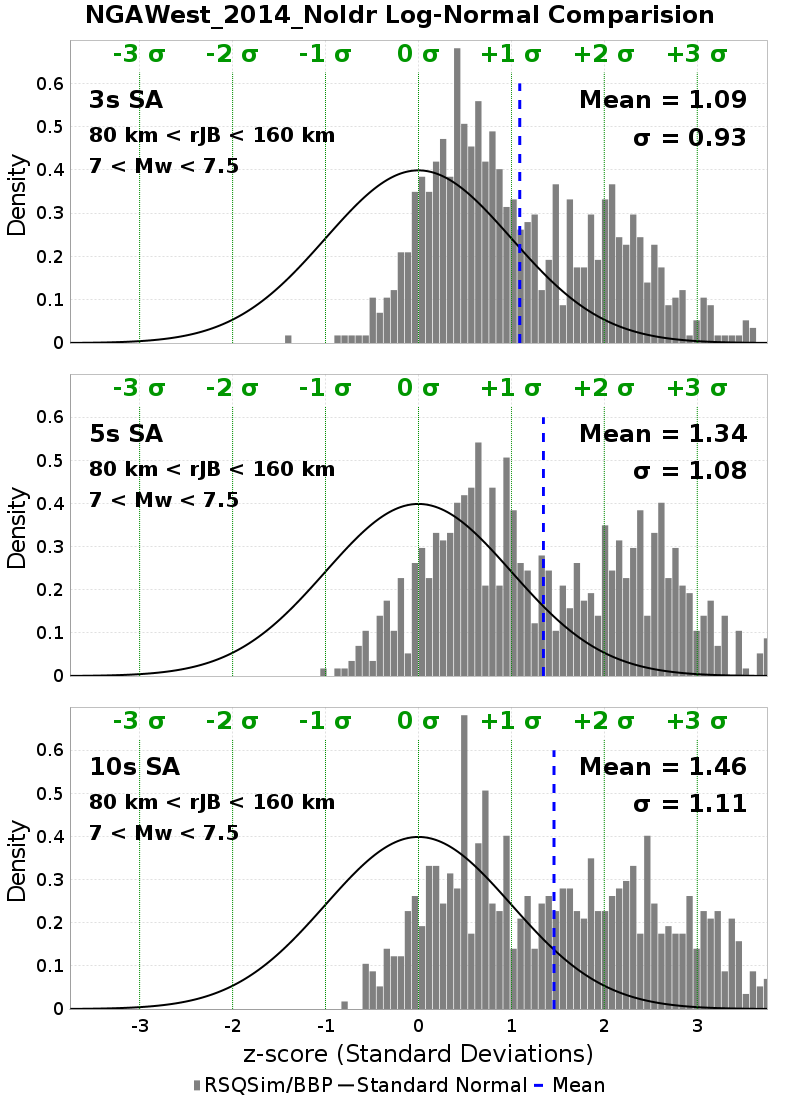 NGAWest_2014_NoIdr Log-Normal Comparision
-3 σ -2 σ -1 σ 0 σ +1 σ +2 σ +3 σ
3s SA Mean = 1.09
80 km < rJB < 160 km σ = 0.93
7 < Mw < 7.5
0.6
0.5
0.4
0.3
0.2
0.1
0
Density
-3 σ -2 σ -1 σ 0 σ +1 σ +2 σ +3 σ
5s SA Mean = 1.34
80 km < rJB < 160 km σ = 1.08
7 < Mw < 7.5
0.6
0.5
0.4
0.3
0.2
0.1
0
Density
-3 σ -2 σ -1 σ 0 σ +1 σ +2 σ +3 σ
10s SA Mean = 1.46
80 km < rJB < 160 km σ = 1.11
7 < Mw < 7.5
0.6
0.5
0.4
0.3
0.2
0.1
0
Density
-3 -2 -1 0 1 2 3
z-score (Standard Deviations)
RSQSim/BBP Standard Normal Mean